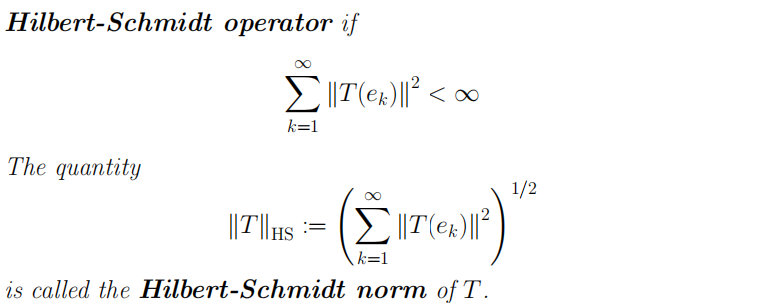 Hilbert-Schmidt operator if
∑_{k=1}^{∞} ‖T(e_k)‖² < ∞
The quantity
‖T‖_{HS} := (∑_{k=1}^{∞} ‖T(e_k)‖²)^{1/2}
is called the Hilbert-Schmidt norm of T.